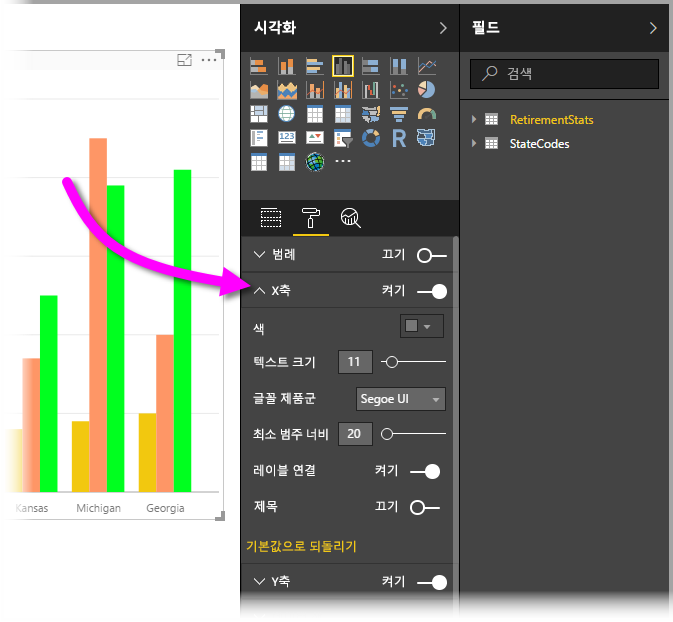 시각화
필드
검색
RetirementStats
StateCodes
123
R
범례 끄기
X축 켜기
색
텍스트 크기 11
글꼴 제품군 Segoe UI
최소 범주 너비 20
레이블 연결 켜기
제목 끄기
기본값으로 되돌리기
Y축 켜기
Kansas Michigan Georgia